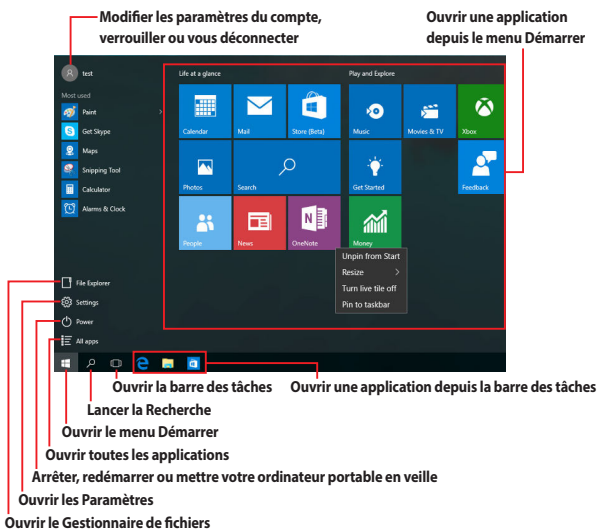 Modifier les paramètres du compte,
verrouiller ou vous déconnecter
Ouvrir une application
depuis le menu Démarrer
test
Most used
Paint
Get Skype
Maps
Snipping Tool
Calculator
Alarms & Clock
File Explorer
Settings
Power
All apps
Life at a glance
Calendar
Mail
Store (Beta)
Photos
Search
People
News
OneNote
Play and Explore
Music
Movies & TV
Xbox
Get Started
Feedback
Money
Unpin from Start
Resize
Turn live tile off
Pin to taskbar
Ouvrir la barre des tâches
Ouvrir une application depuis la barre des tâches
Lancer la Recherche
Ouvrir le menu Démarrer
Ouvrir toutes les applications
Arrêter, redémarrer ou mettre votre ordinateur portable en veille
Ouvrir les Paramètres
Ouvrir le Gestionnaire de fichiers